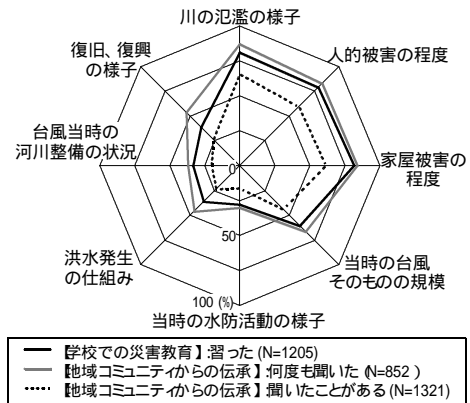 川の氾濫の様子
人的被害の程度
家屋被害の
程度
当時の台風
そのものの規模
当時の水防活動の様子
洪水発生
の仕組み
台風当時の
河川整備の状況
復旧、復興
の様子
0
50
100 (%)
【学校での災害教育】:習った (N=1205)
【地域コミュニティからの伝承】:何度も聞いた (N=852 )
【地域コミュニティからの伝承】:聞いたことがある (N=1321)